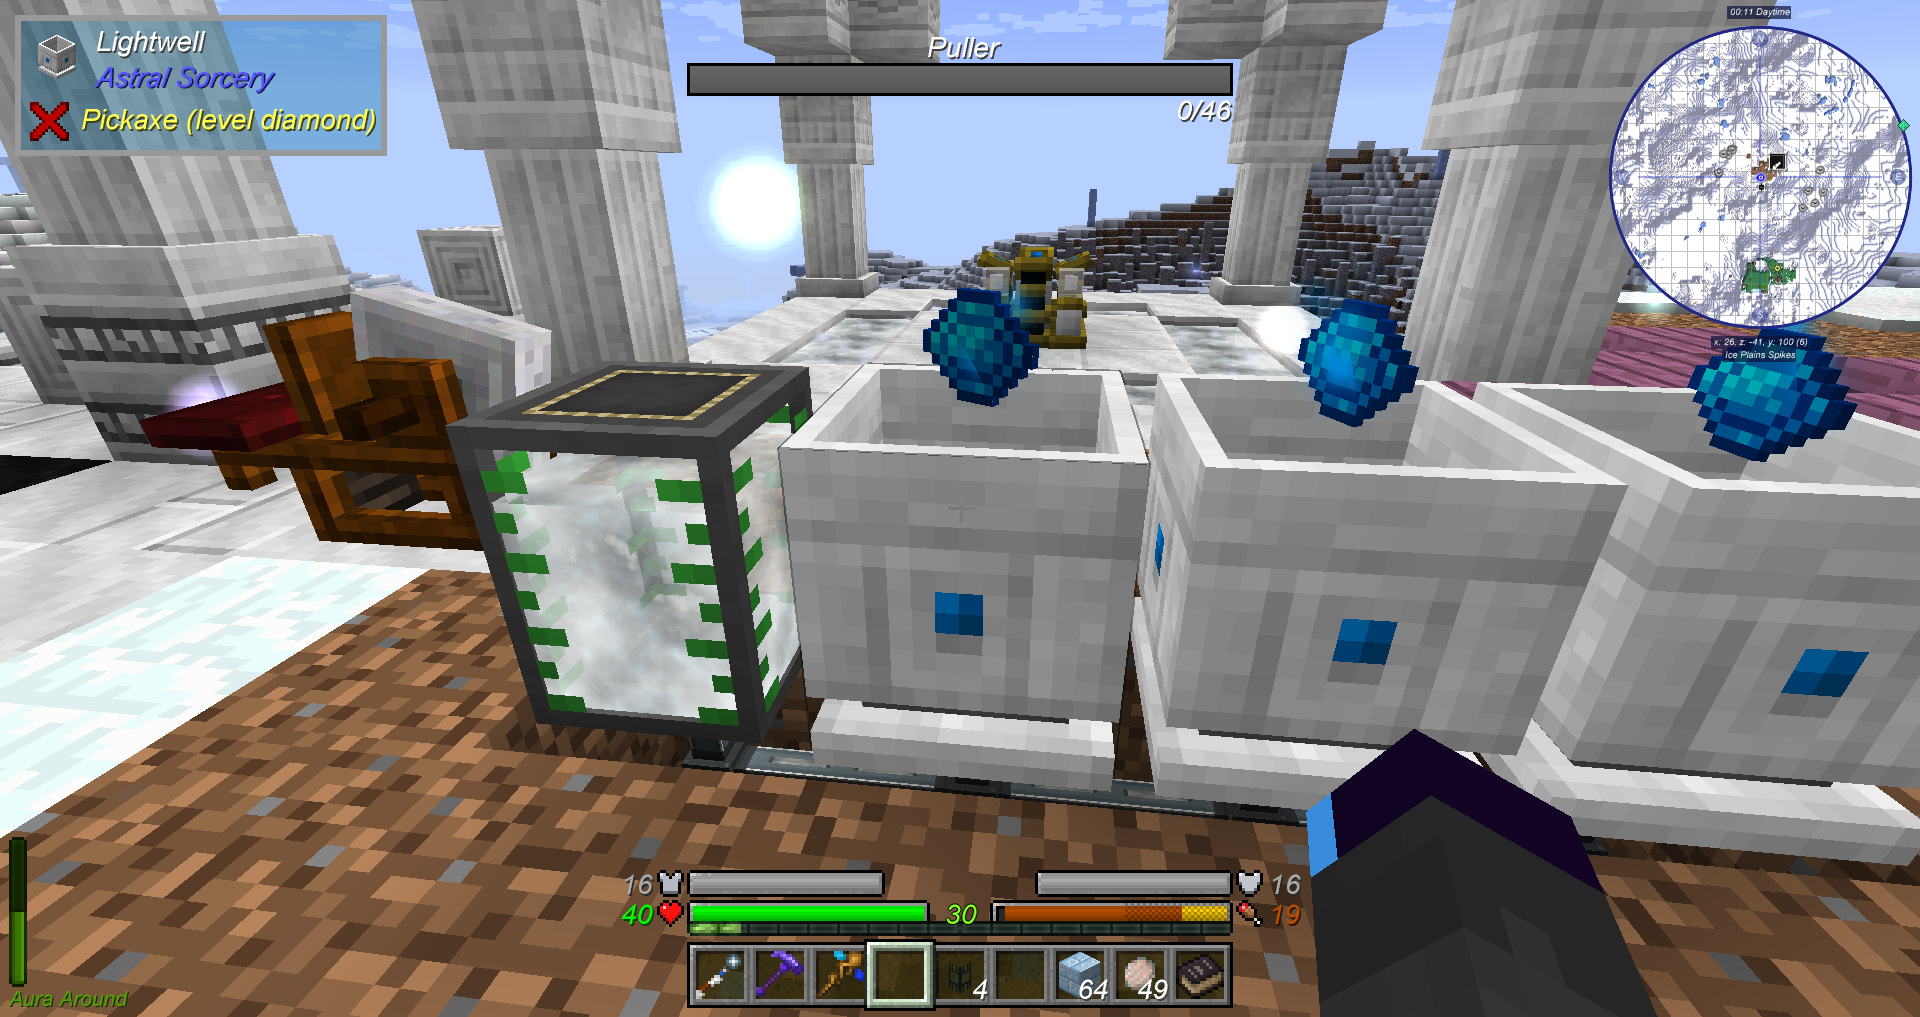 Lightwell
Astral Sorcery
Pickaxe (level diamond)
Puller
0/46
00:11 Daytime
N
E
S
x: 26, z: -41, y: 100 (6)
Ice Plains Spikes
16
16
40
30
19
4
64
49
Aura Around